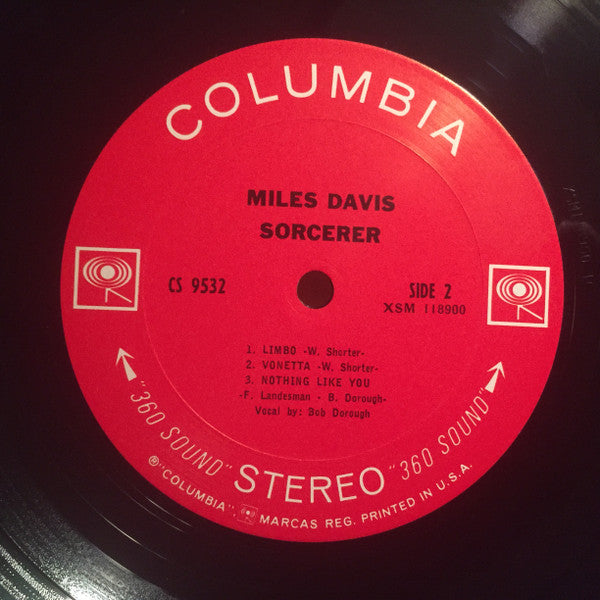 COLUMBIA
MILES DAVIS
SORCERER
CS 9532
SIDE 2
XSM 118900
1. LIMBO -W. Shorter-
2. VONETTA -W. Shorter-
3. NOTHING LIKE YOU
-F. Landesman - B. Dorough-
Vocal by: Bob Dorough
"360 SOUND" STEREO "360 SOUND"
℗"COLUMBIA", MARCAS REG. PRINTED IN U.S.A.